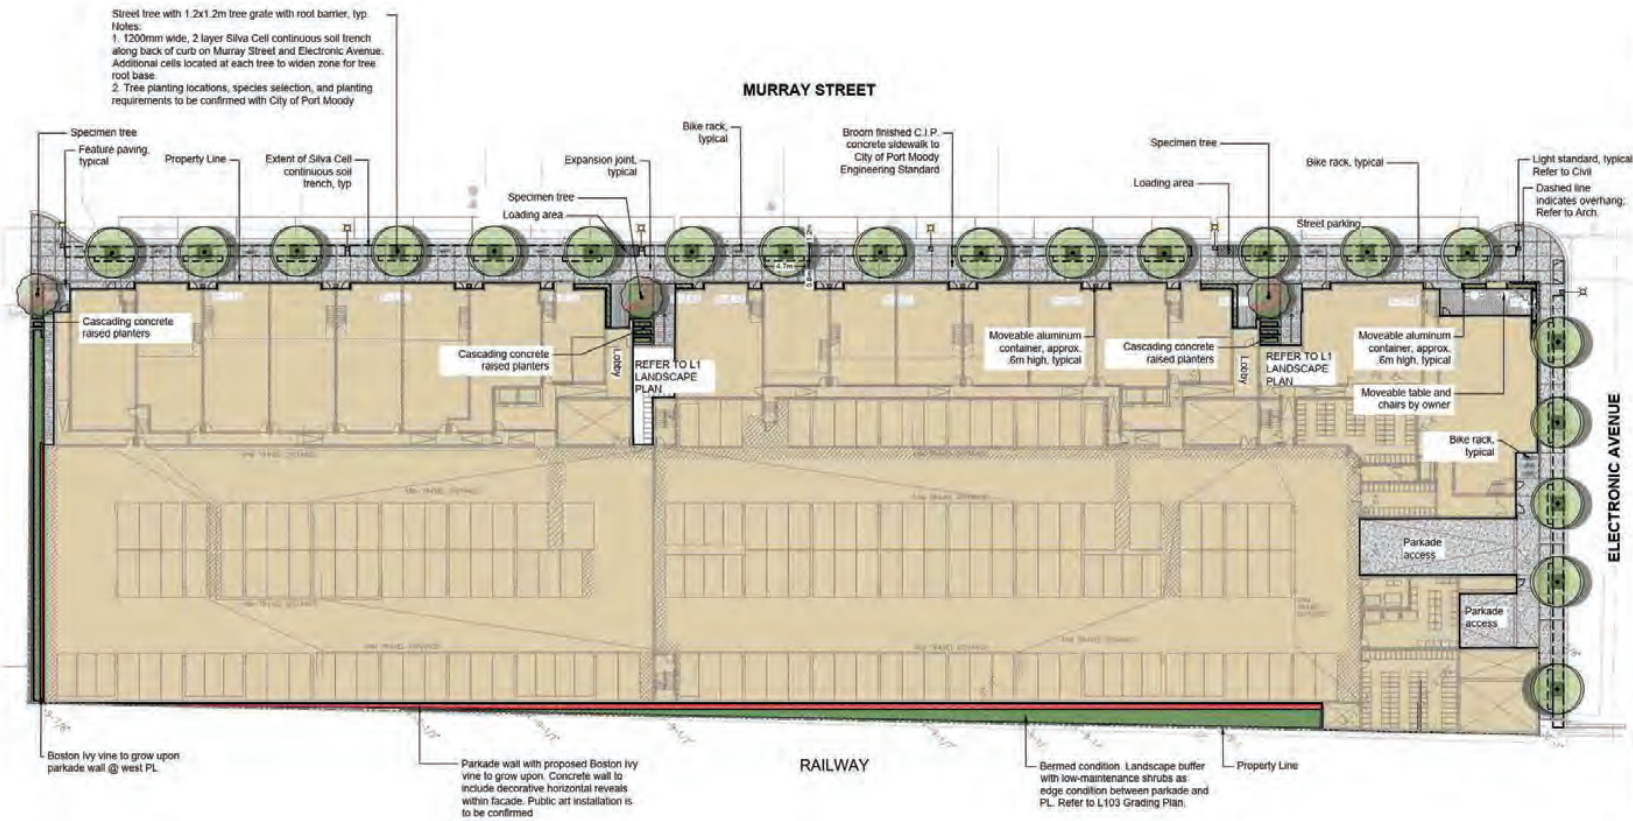 Street tree with 1.2x1.2m tree grate with root barrier, typ
Notes:
1. 1200mm wide, 2 layer Silva Cell continuous soil trench
along back of curb on Murray Street and Electronic Avenue.
Additional cells located at each tree to widen zone for tree
root base.
2. Tree planting locations, species selection, and planting
requirements to be confirmed with City of Port Moody
MURRAY STREET
Specimen tree
Feature paving,
typical
Property Line
Extent of Silva Cell
continuous soil
trench, typ
Expansion joint,
typical
Specimen tree
Loading area
Bike rack,
typical
Broom finished C.I.P.
concrete sidewalk to
City of Port Moody
Engineering Standard
Specimen tree
Loading area
Bike rack, typical
Light standard, typical
Refer to Civil
Dashed line
indicates overhang;
Refer to Arch.
Street parking
4.7m
Cascading concrete
raised planters
Cascading concrete
raised planters
Lobby
REFER TO L1
LANDSCAPE
PLAN
Moveable aluminum
container, approx.
.6m high, typical
Cascading concrete
raised planters
Lobby
REFER TO L1
LANDSCAPE
PLAN
Moveable aluminum
container, approx.
.6m high, typical
Moveable table and
chairs by owner
Bike rack,
typical
ELECTRONIC AVENUE
Parkade
access
Parkade
access
Boston Ivy vine to grow upon
parkade wall @ west PL
Parkade wall with proposed Boston Ivy
vine to grow upon. Concrete wall to
include decorative horizontal reveals
within facade. Public art installation is
to be confirmed
RAILWAY
Bermed condition. Landscape buffer
with low-maintenance shrubs as
edge condition between parkade and
PL. Refer to L103 Grading Plan.
Property Line